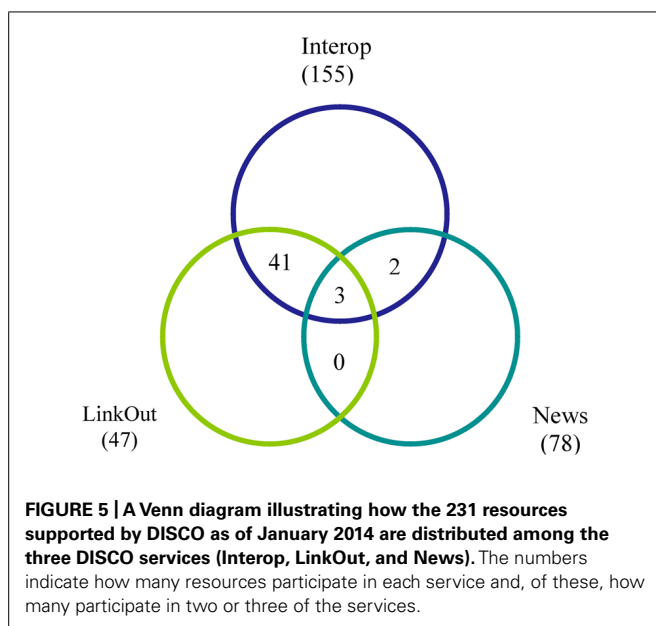 Interop
(155)
41
2
3
0
LinkOut
(47)
News
(78)
FIGURE 5 | A Venn diagram illustrating how the 231 resources
supported by DISCO as of January 2014 are distributed among the
three DISCO services (Interop, LinkOut, and News). The numbers
indicate how many resources participate in each service and, of these, how
many participate in two or three of the services.